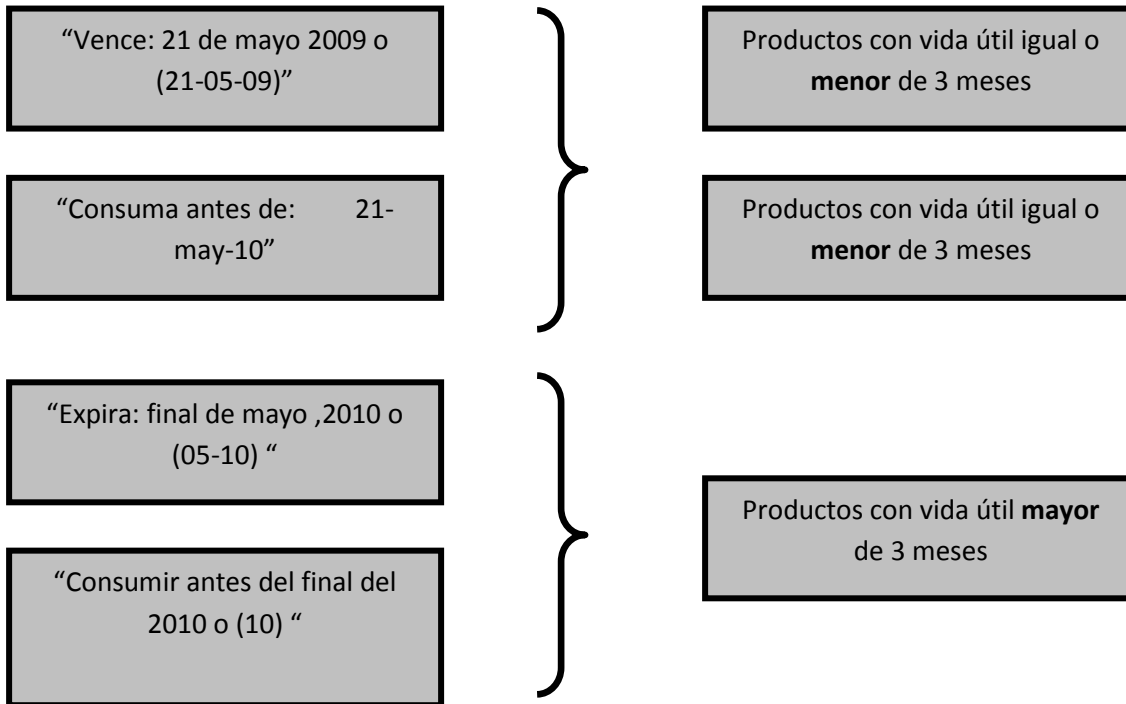 “Vence: 21 de mayo 2009 o
(21-05-09)”
Productos con vida útil igual o
menor de 3 meses
“Consuma antes de: 21-
may-10”
Productos con vida útil igual o
menor de 3 meses
“Expira: final de mayo ,2010 o
(05-10) “
“Consumir antes del final del
2010 o (10) “
Productos con vida útil mayor
de 3 meses